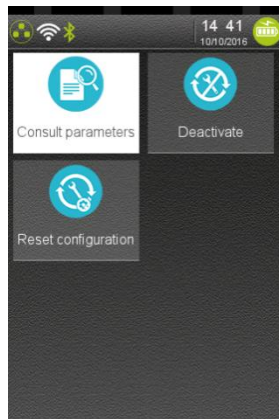 14 41
10/10/2016
Consult parameters
Deactivate
Reset configuration